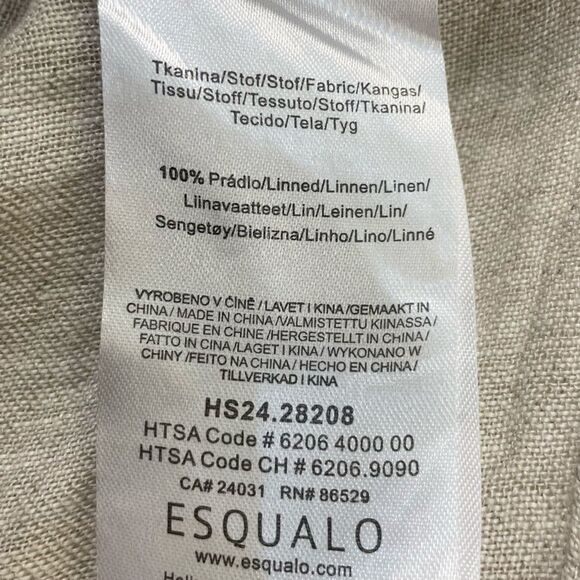 Tkanina/Stof/Stof/Fabric/Kangas/
Tissu/Stoff/Tessuto/Stoff/Tkanina/
Tecido/Tela/Tyg
100% Prádlo/Linned/Linnen/Linen/
Liinavaatteet/Lin/Leinen/Lin/
Sengetøy/Bielizna/Linho/Lino/Linné
VYROBENO V ČÍNĚ/LAVET I KINA/GEMAAKT IN
CHINA/ MADE IN CHINA/VALMISTETTU KIINASSA/
FABRIQUE EN CHINE/HERGESTELLT IN CHINA/
FATTO IN CINA/LAGET I KINA/ WYKONANO W
CHINY /FEITO NA CHINA/ HECHO EN CHINA/
TILLVERKAD I KINA
HS24.28208
HTSA Code # 6206 4000 00
HTSA Code CH # 6206.9090
CA# 24031 RN# 86529
ESQUALO
www.esqualo.com